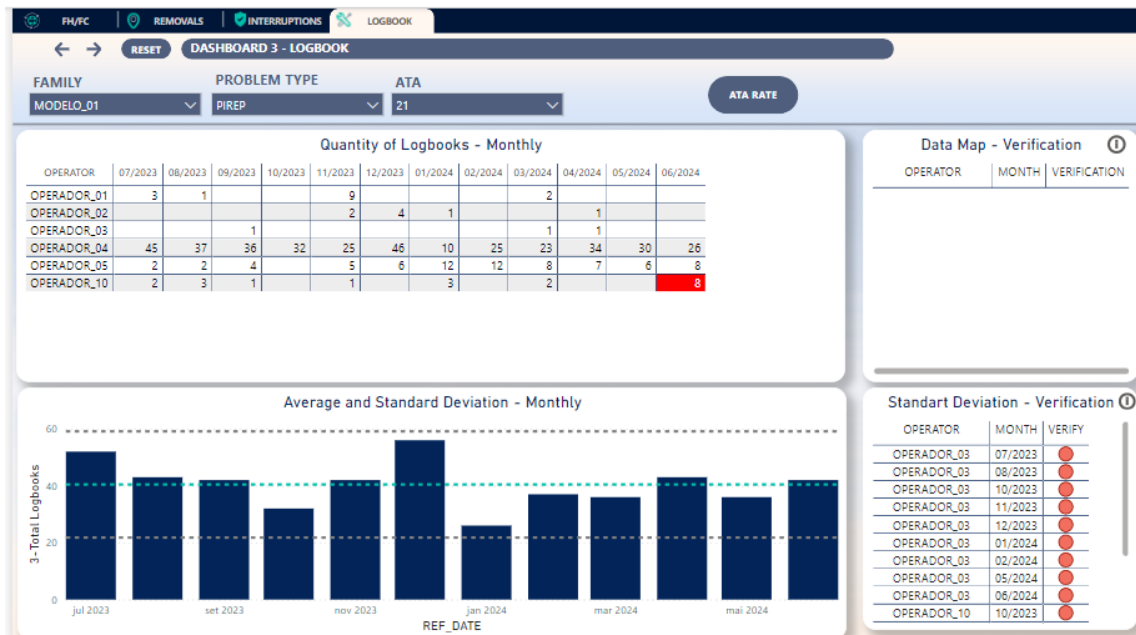 FH/FC REMOVALS INTERRUPTIONS LOGBOOK
RESET DASHBOARD 3 - LOGBOOK
FAMILY PROBLEM TYPE ATA
MODELO_01 PIREP 21
ATA RATE
Quantity of Logbooks - Monthly
OPERATOR 07/2023 08/2023 09/2023 10/2023 11/2023 12/2023 01/2024 02/2024 03/2024 04/2024 05/2024 06/2024
OPERADOR_01 3 1 9 2
OPERADOR_02 2 4 1 1
OPERADOR_03 1 1 1
OPERADOR_04 45 37 36 32 25 46 10 25 23 34 30 26
OPERADOR_05 2 2 4 5 6 12 12 8 7 6 8
OPERADOR_10 2 3 1 1 3 2 8
Data Map - Verification
OPERATOR MONTH VERIFICATION
Average and Standard Deviation - Monthly
3-Total Logbooks
60
40
20
0
jul 2023 set 2023 nov 2023 jan 2024 mar 2024 mai 2024
REF_DATE
Standart Deviation - Verification
OPERATOR MONTH VERIFY
OPERADOR_03 07/2023
OPERADOR_03 08/2023
OPERADOR_03 10/2023
OPERADOR_03 11/2023
OPERADOR_03 12/2023
OPERADOR_03 01/2024
OPERADOR_03 02/2024
OPERADOR_03 05/2024
OPERADOR_03 06/2024
OPERADOR_10 10/2023